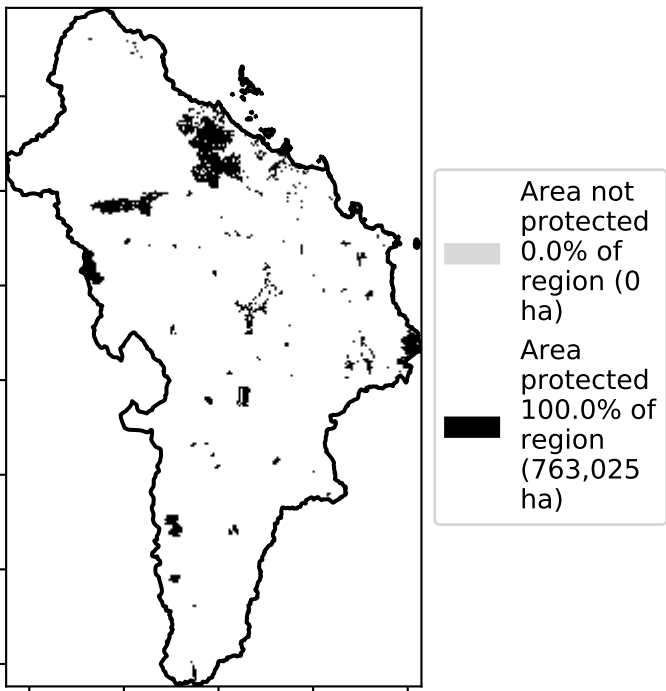 Area not
protected
0.0% of
region (0
ha)
Area
protected
100.0% of
region
(763,025
ha)